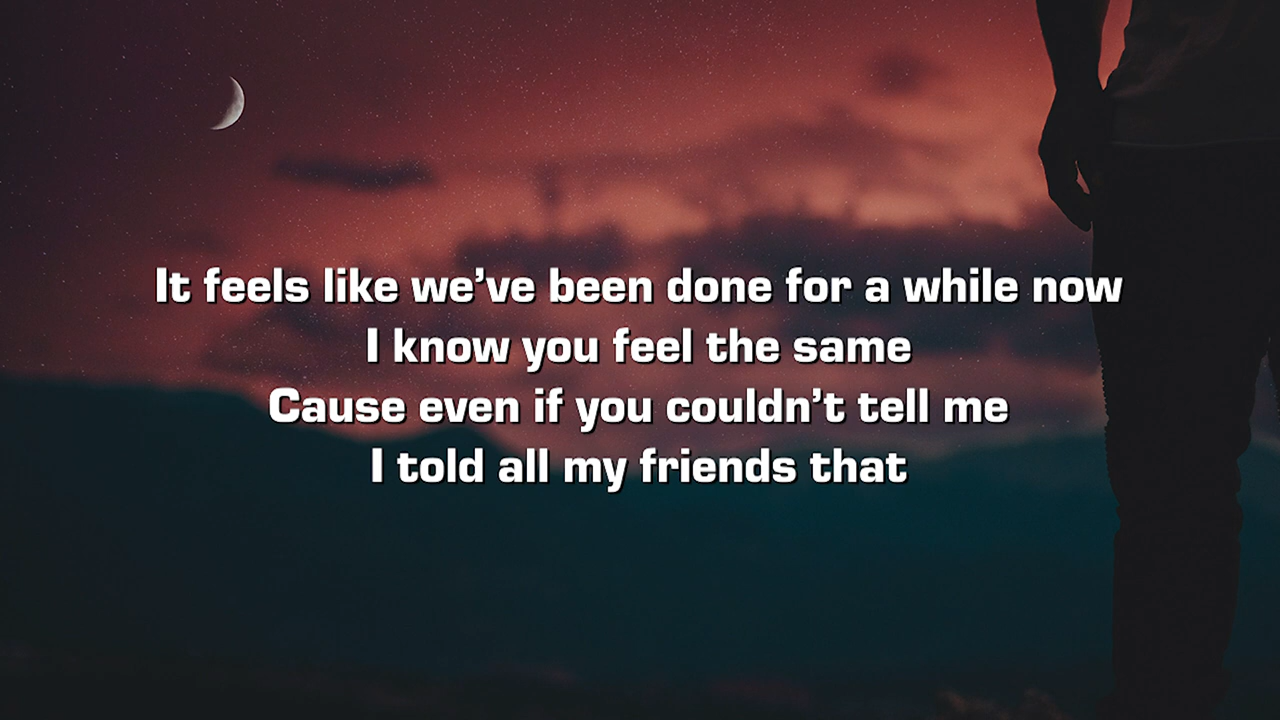 It feels like we’ve been done for a while now
I know you feel the same
Cause even if you couldn’t tell me
I told all my friends that